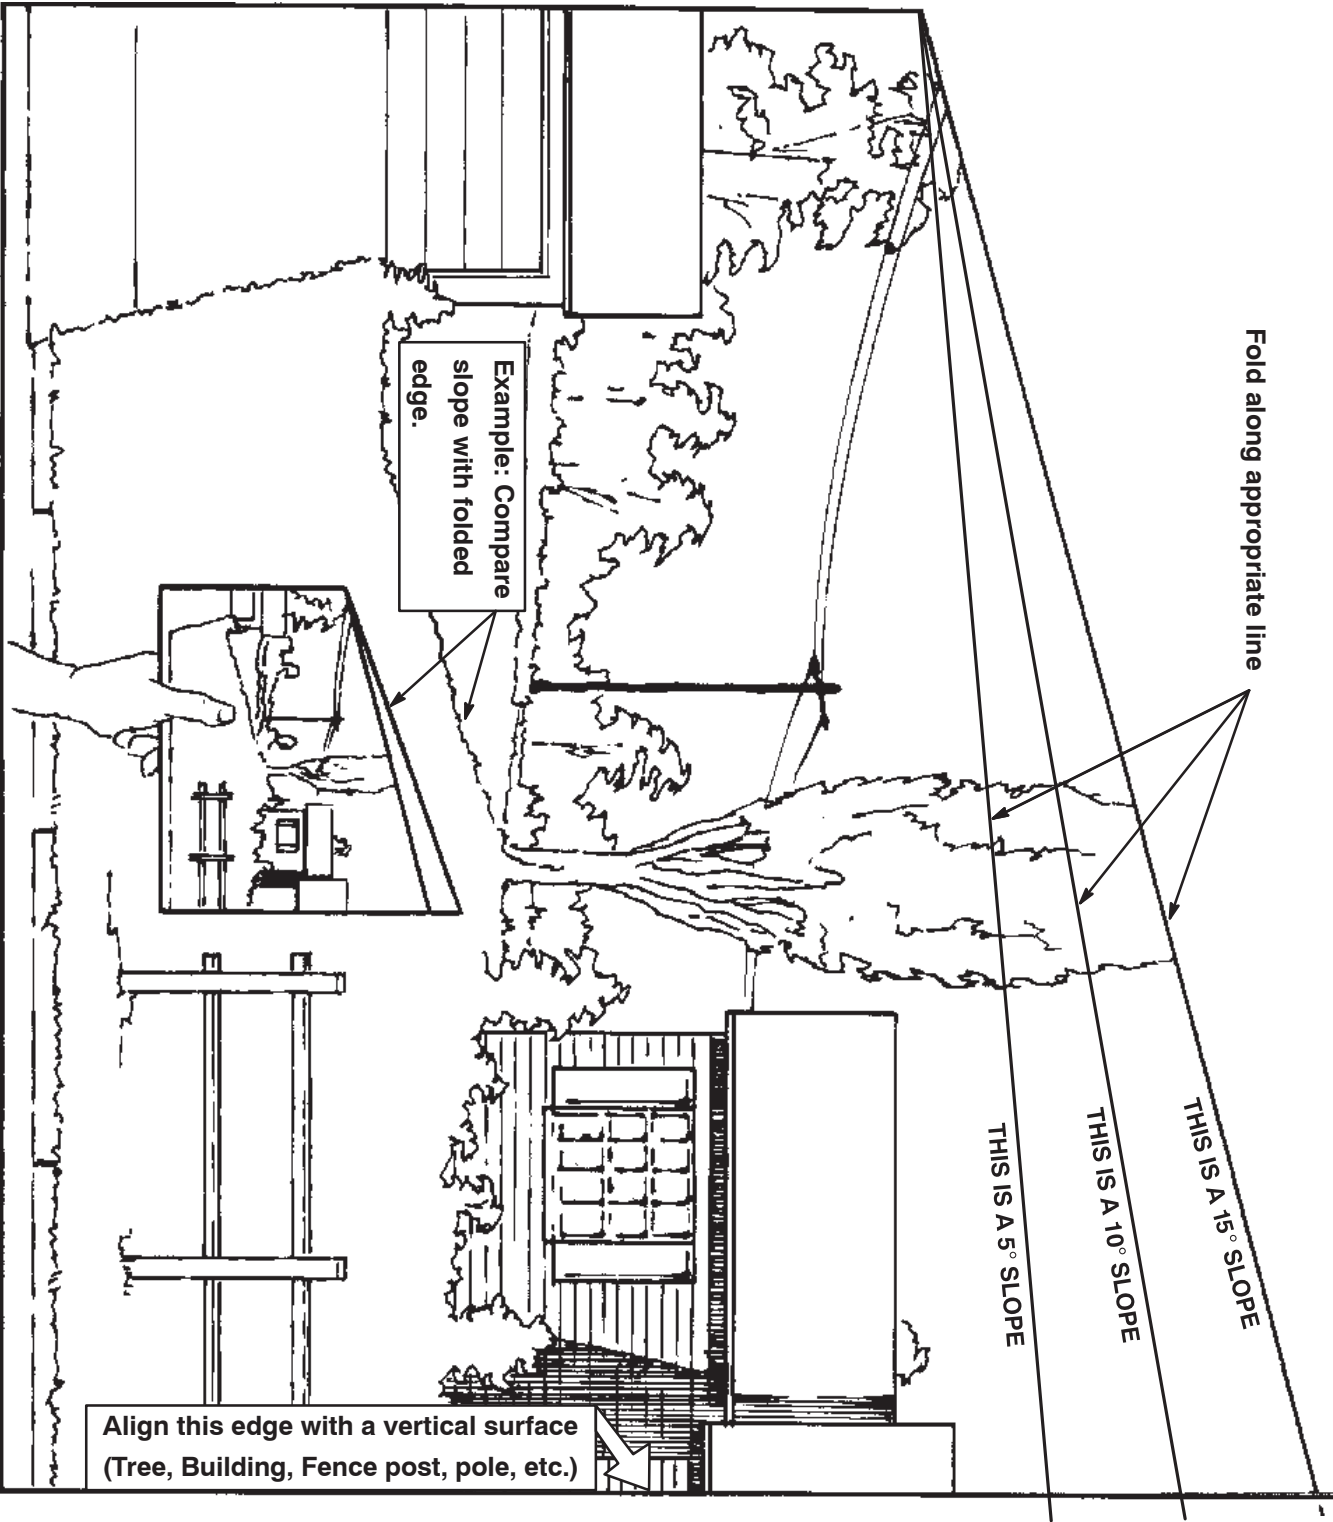 Fold along appropriate line
THIS IS A 15° SLOPE
THIS IS A 10° SLOPE
THIS IS A 5° SLOPE
Example: Compare
slope with folded
edge.
Align this edge with a vertical surface
(Tree, Building, Fence post, pole, etc.)